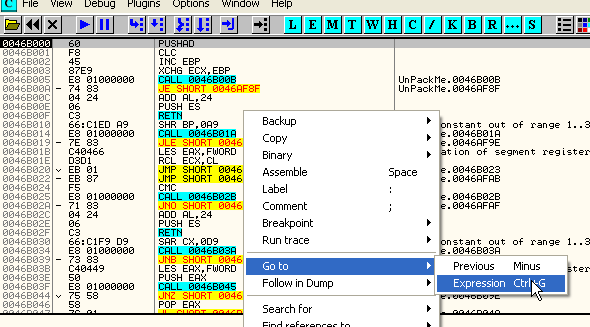 C File View Debug Plugins Options Window Help
L E M T W H C / K B R ... S
0046B000 60 PUSHAD
0046B001 F8 CLC
0046B002 45 INC EBP
0046B003 87E9 XCHG ECX,EBP
0046B005 E8 01000000 CALL 0046B00B UnPackMe.0046B00B
0046B00A - 74 83 JE SHORT 0046AF8F UnPackMe.0046AF8F
0046B00C 04 24 ADD AL,24
0046B00E 06 PUSH ES
0046B00F C3 RETN
0046B010 66:C1ED A9 SHR BP,0A9 onstant out of range 1..3
0046B014 E8 01000000 CALL 0046B01A e.0046B01A
0046B019 - 7E 83 JLE SHORT 0046 e.0046AF9E
0046B01B C40466 LES EAX,FWORD ation of segment register
0046B01E D3D1 RCL ECX,CL
0046B020 EB 01 JMP SHORT 0046 e.0046B023
0046B022 - EB 87 JMP SHORT 0046 e.0046AFAB
0046B024 F5 CMC
0046B025 E8 01000000 CALL 0046B02B e.0046B02B
0046B02A - 71 83 JNO SHORT 0046 e.0046AFAF
0046B02C 04 24 ADD AL,24
0046B02E 06 PUSH ES
0046B02F C3 RETN
0046B030 66:C1F9 D9 SAR CX,0D9 onstant out of range 1..3
0046B034 E8 01000000 CALL 0046
0046B039 - 73 83 JNB SHORT 0046
0046B03B C40449 LES EAX,FWORD
0046B03E 50 PUSH EAX
0046B03F E8 01000000 CALL 0046B045
0046B044 75 58 JNZ SHORT 0046
0046B046 58 POP EAX
Backup
Copy
Binary
Assemble Space
Label :
Comment ;
Breakpoint
Run trace
Go to
Follow in Dump
Search for
Find references to
Previous Minus
Expression Ctrl+G